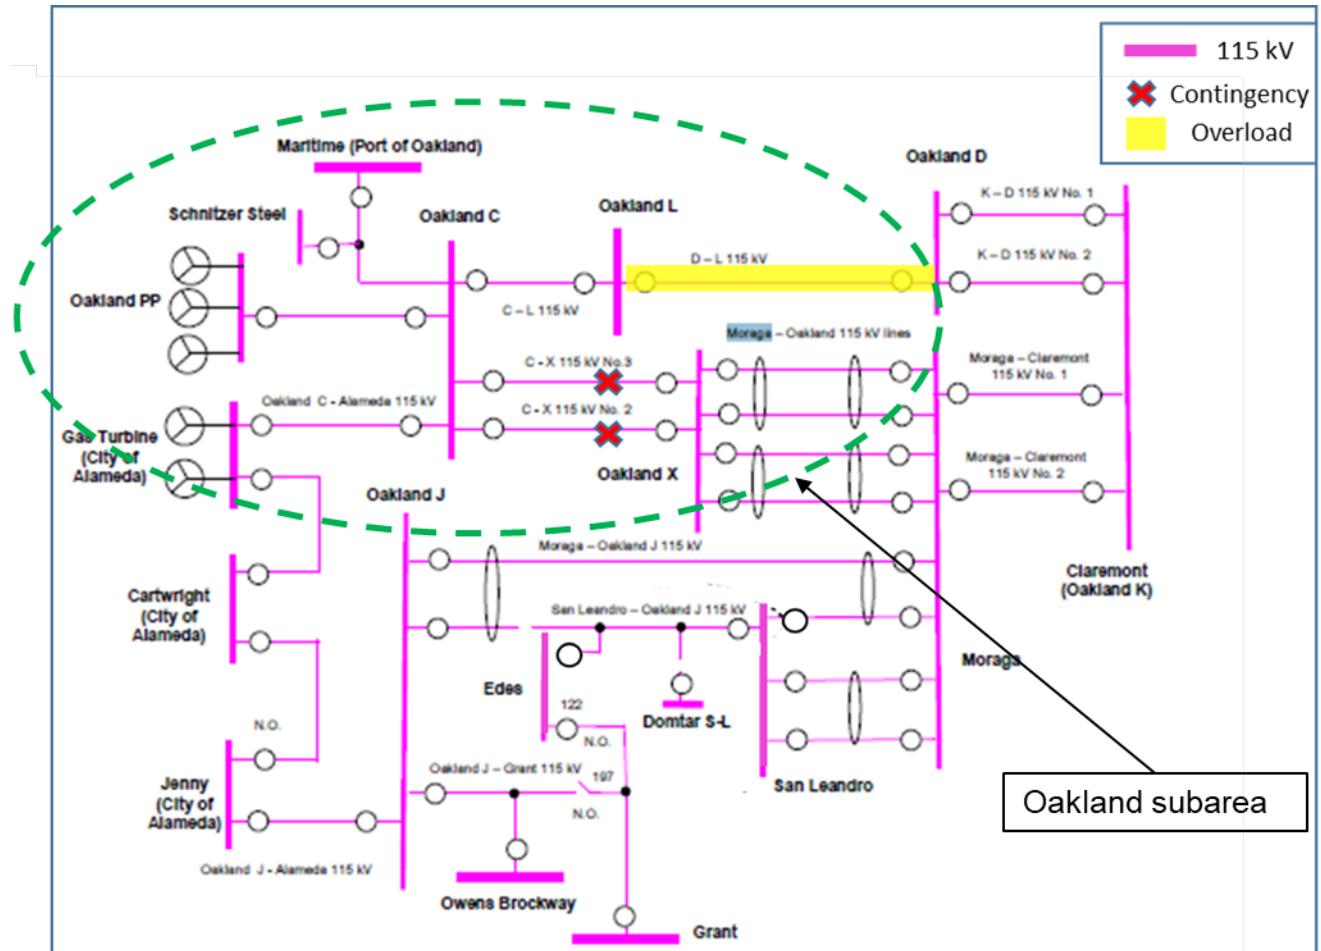 115 kV
Contingency
Overload
Maritime (Port of Oakland)
Oakland D
K – D 115 kV No. 1
Schnitzer Steel
Oakland C
Oakland L
D – L 115 kV
K – D 115 kV No. 2
Oakland PP
C – L 115 kV
Moraga – Oakland 115 kV lines
C - X 115 kV No.3
Moraga – Claremont
115 kV No. 1
Oakland C - Alameda 115 kV
C - X 115 kV No. 2
Gas Turbine
(City of
Alameda)
Oakland X
Moraga – Claremont
115 kV No. 2
Oakland J
Moraga – Oakland J 115 kV
Claremont
(Oakland K)
Cartwright
(City of
Alameda)
San Leandro – Oakland J 115 kV
Moraga
Edes
122
N.O.
Domtar S-L
N.O.
Oakland J – Grant 115 kV
197
N.O.
San Leandro
Jenny
(City of
Alameda)
Oakland subarea
Oakland J - Alameda 115 kV
Owens Brockway
Grant